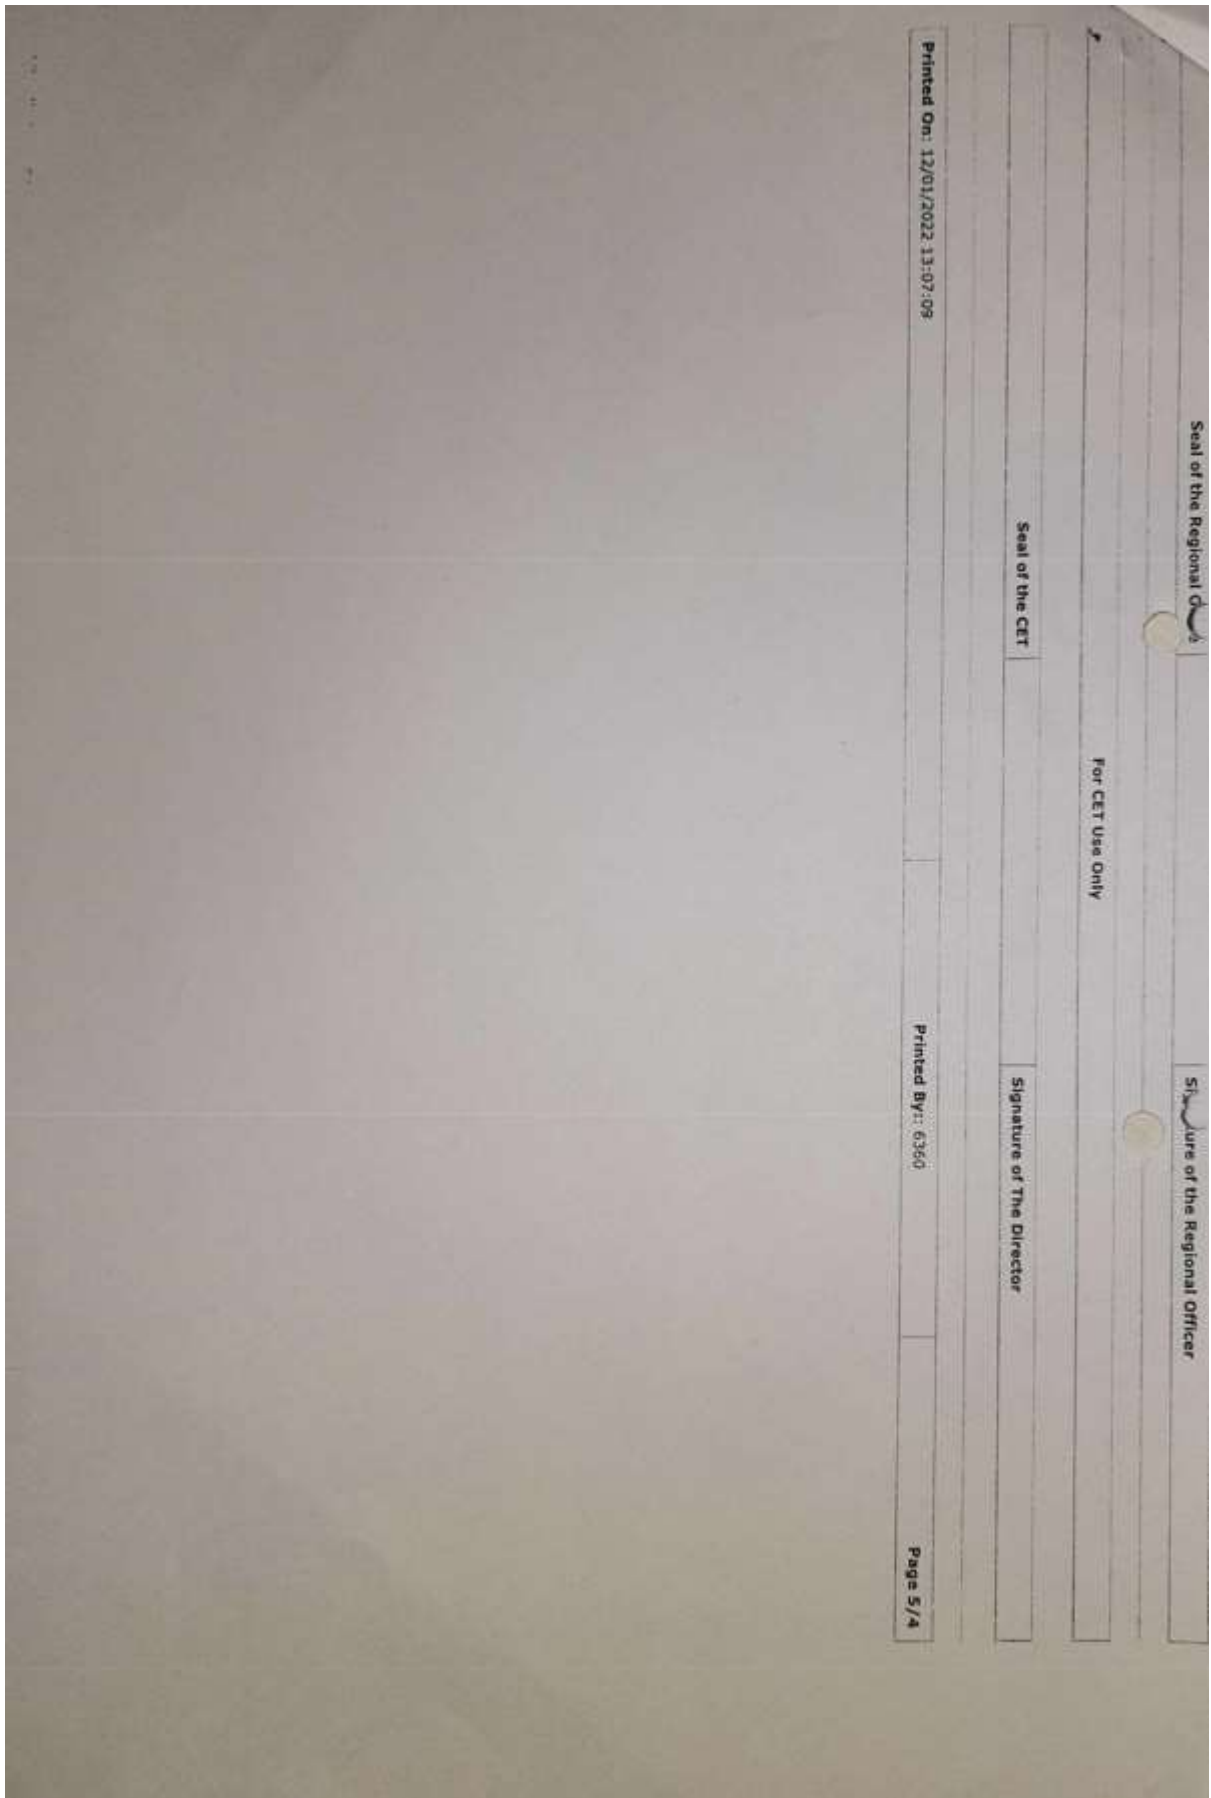 Seal of the Regional
Signature of the Regional Officer
For CET Use Only
Seal of the CET
Signature of The Director
Printed On: 12/01/2022 13:07:09
Printed By:: 6360
Page 5/4